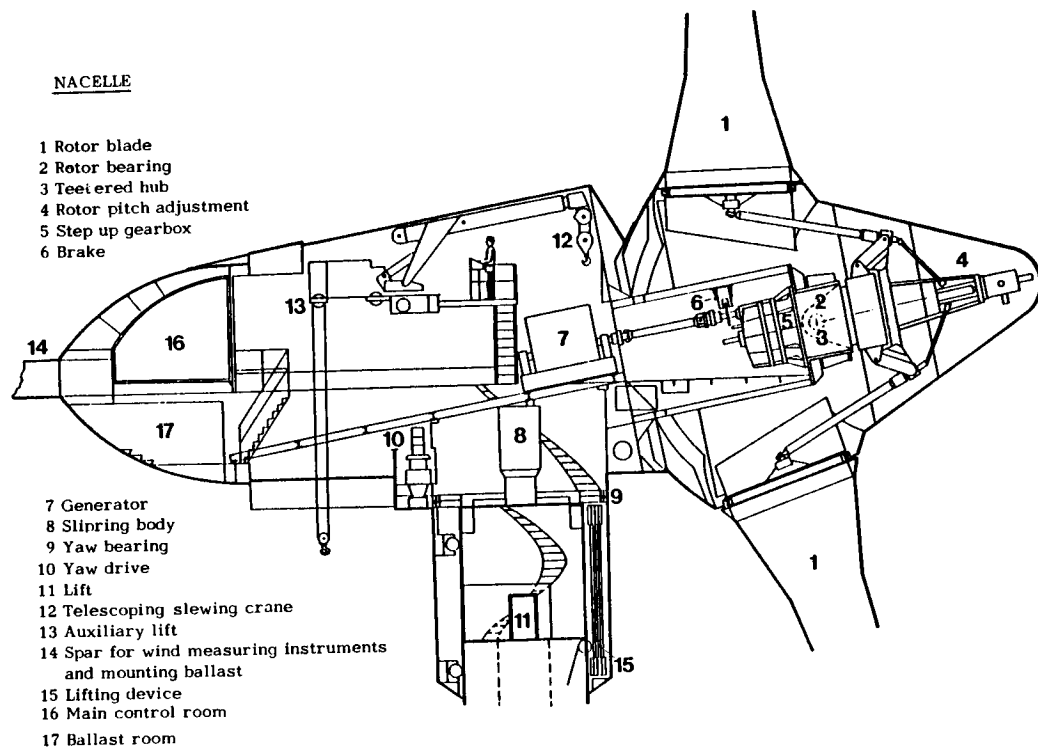 NACELLE
1 Rotor blade
2 Rotor bearing
3 Teetered hub
4 Rotor pitch adjustment
5 Step up gearbox
6 Brake
7 Generator
8 Slipring body
9 Yaw bearing
10 Yaw drive
11 Lift
12 Telescoping slewing crane
13 Auxiliary lift
14 Spar for wind measuring instruments
and mounting ballast
15 Lifting device
16 Main control room
17 Ballast room
1
12
4
13
6
2
14
16
7
5
3
17
10
8
9
1
11
15